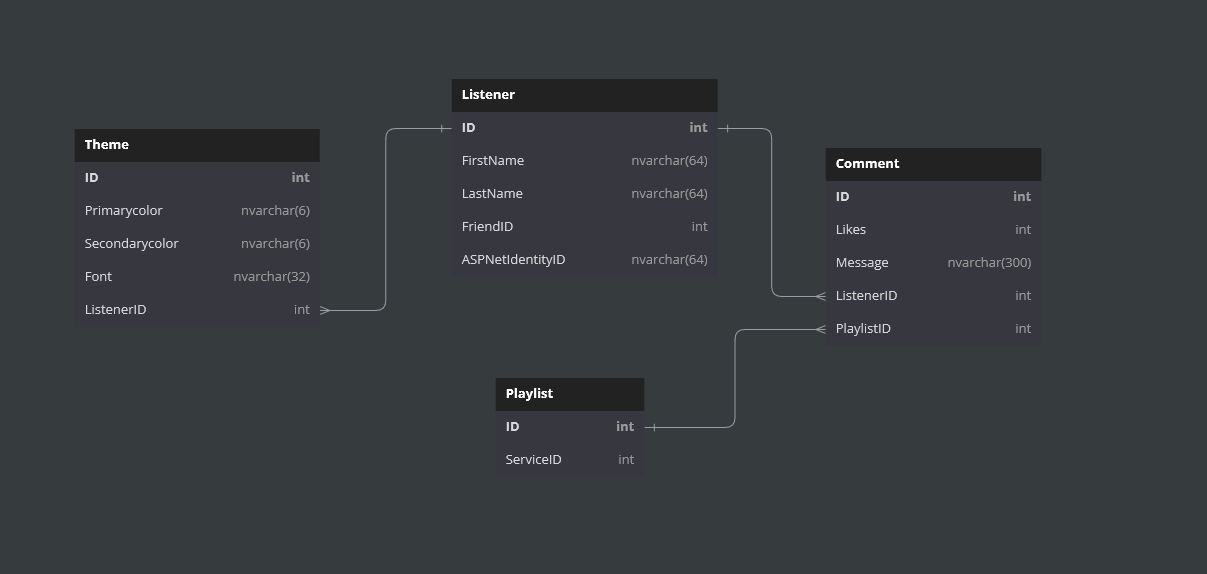 Theme
ID int
Primarycolor nvarchar(6)
Secondarycolor nvarchar(6)
Font nvarchar(32)
ListenerID int
Listener
ID int
FirstName nvarchar(64)
LastName nvarchar(64)
FriendID int
ASPNetIdentityID nvarchar(64)
Comment
ID int
Likes int
Message nvarchar(300)
ListenerID int
PlaylistID int
Playlist
ID int
ServiceID int